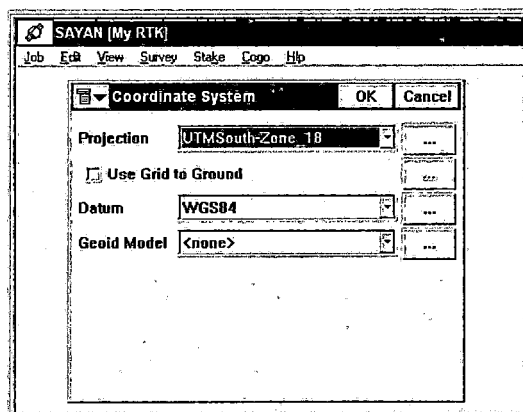 SAYAN [My RTK]
Job Edit View Survey Stake Cogo Hlp
Coordinate System OK Cancel
Projection UTMSouth-Zone_18 ...
Use Grid to Ground ...
Datum WGS84 ...
Geoid Model <none> ...